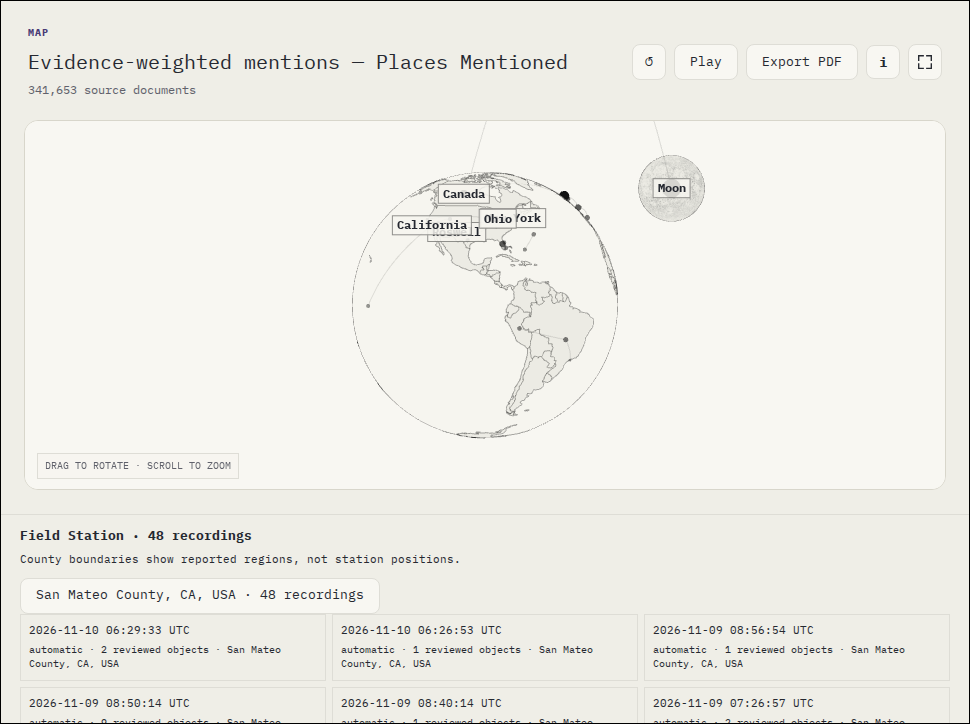 MAP
Evidence-weighted mentions — Places Mentioned
341,653 source documents
↺
Play
Export PDF
i
Canada
Moon
California
Ohio
DRAG TO ROTATE · SCROLL TO ZOOM
Field Station · 48 recordings
County boundaries show reported regions, not station positions.
San Mateo County, CA, USA · 48 recordings
2026-11-10 06:29:33 UTC
automatic · 2 reviewed objects · San Mateo
County, CA, USA
2026-11-10 06:26:53 UTC
automatic · 1 reviewed objects · San Mateo
County, CA, USA
2026-11-09 08:56:54 UTC
automatic · 1 reviewed objects · San Mateo
County, CA, USA
2026-11-09 08:50:14 UTC
2026-11-09 08:40:14 UTC
2026-11-09 07:26:57 UTC